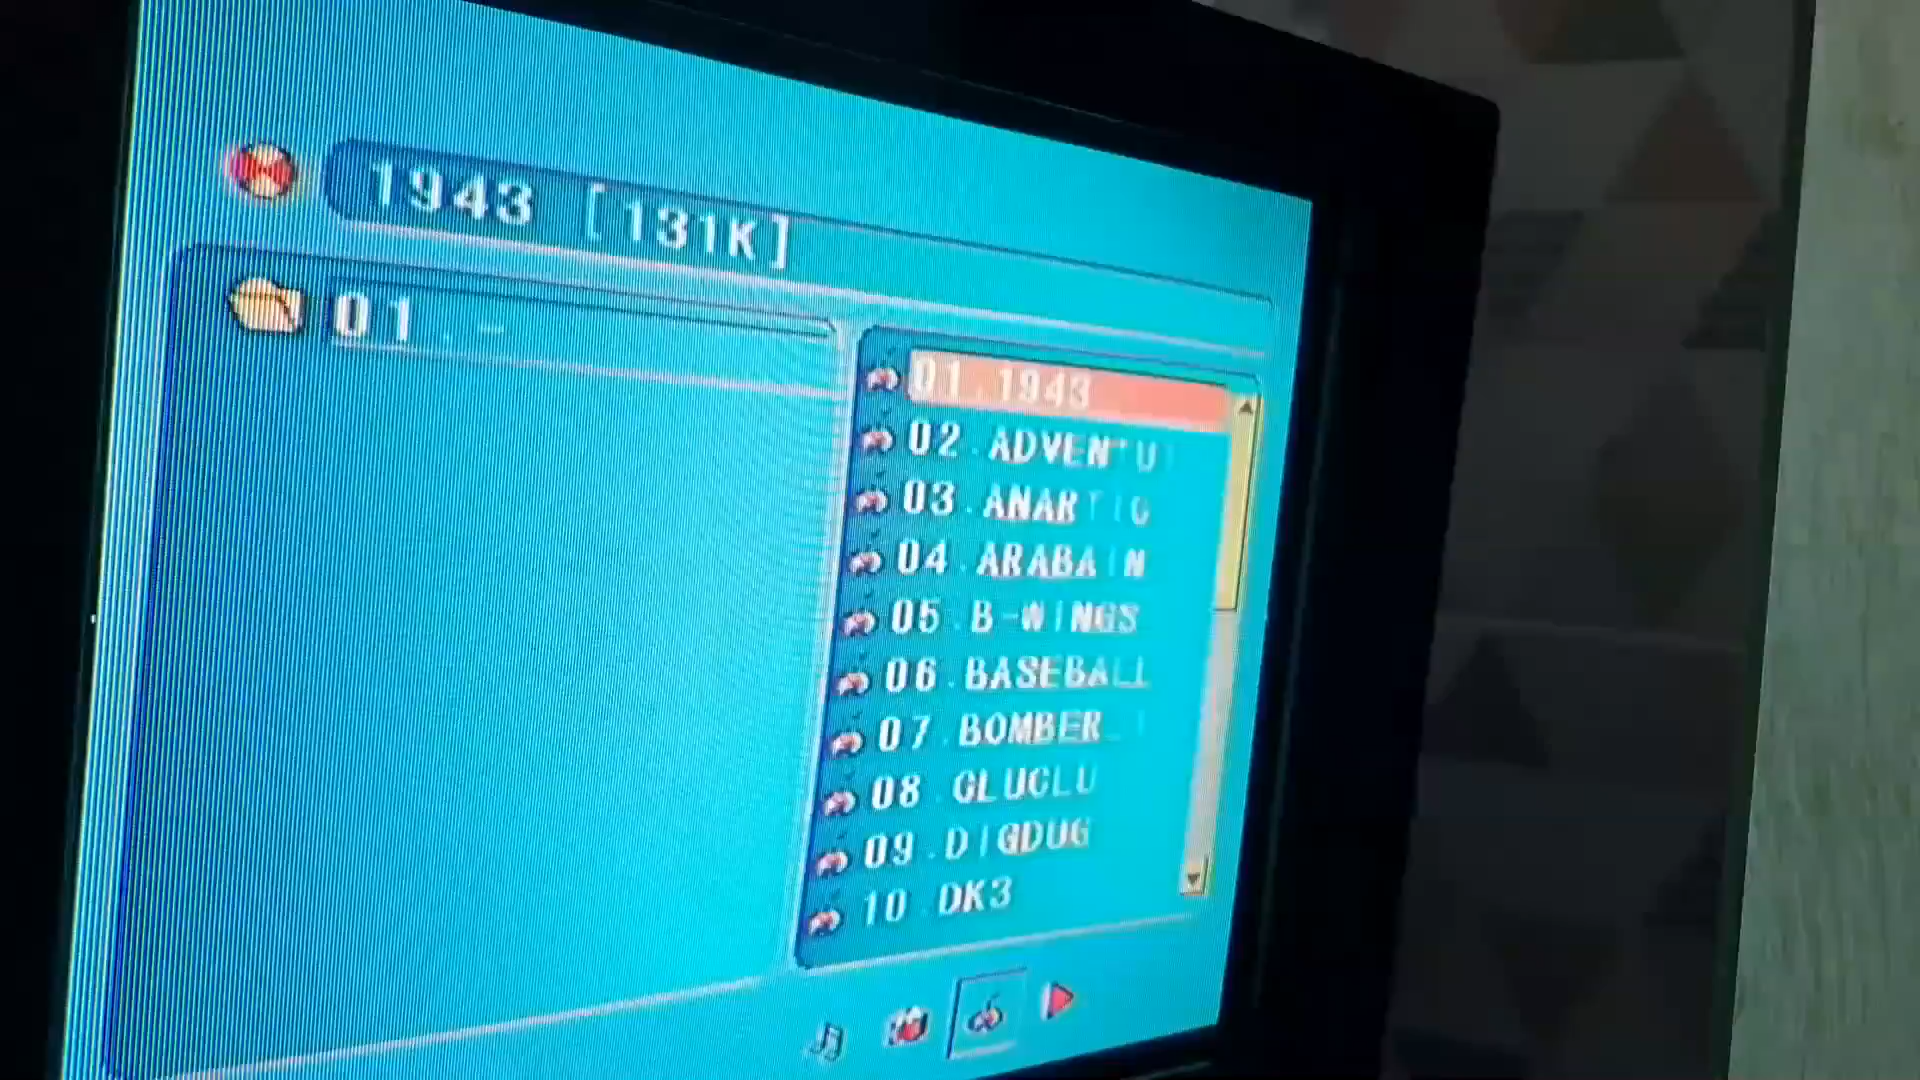 1943 [131K]
01.-
01.1943
02.ADVENTU
03.ANARTIC
04.ARABAIN
05.B-WINGS
06.BASEBALL
07.BOMBER
08.GLUCLU
09.DIGDUG
10.DK3